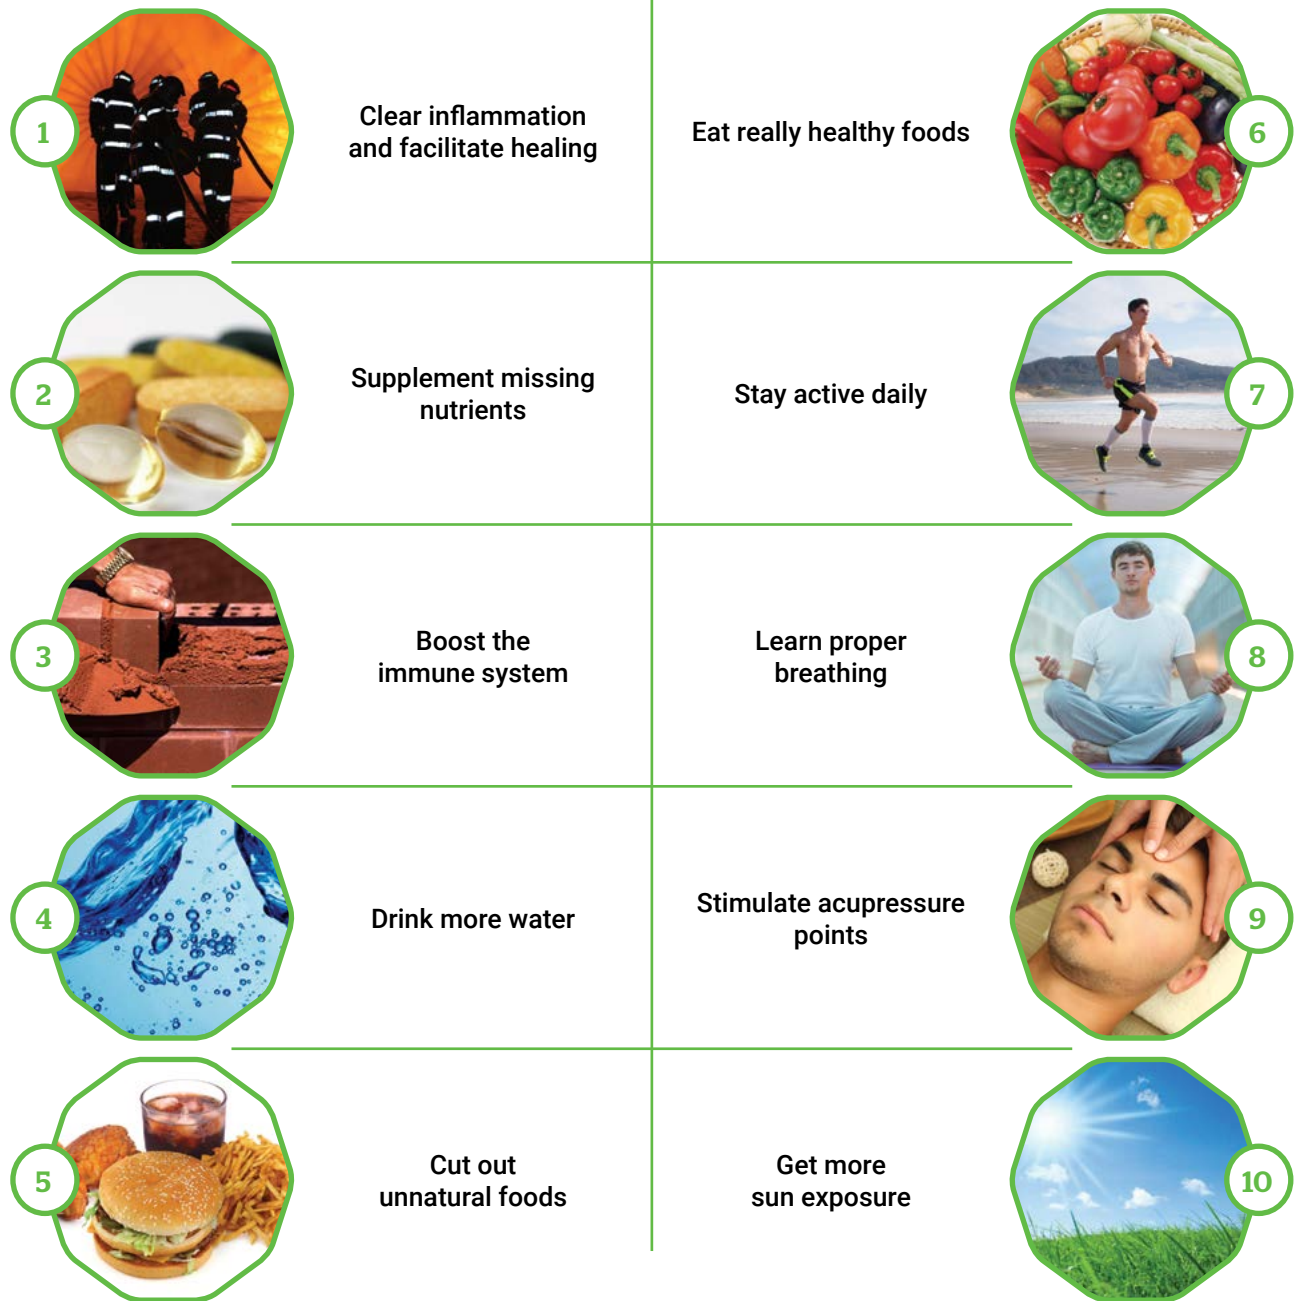 1
Clear inflammation
and facilitate healing
2
Supplement missing
nutrients
3
Boost the
immune system
4
Drink more water
5
Cut out
unnatural foods
Eat really healthy foods
6
Stay active daily
7
Learn proper
breathing
8
Stimulate acupressure
points
9
Get more
sun exposure
10